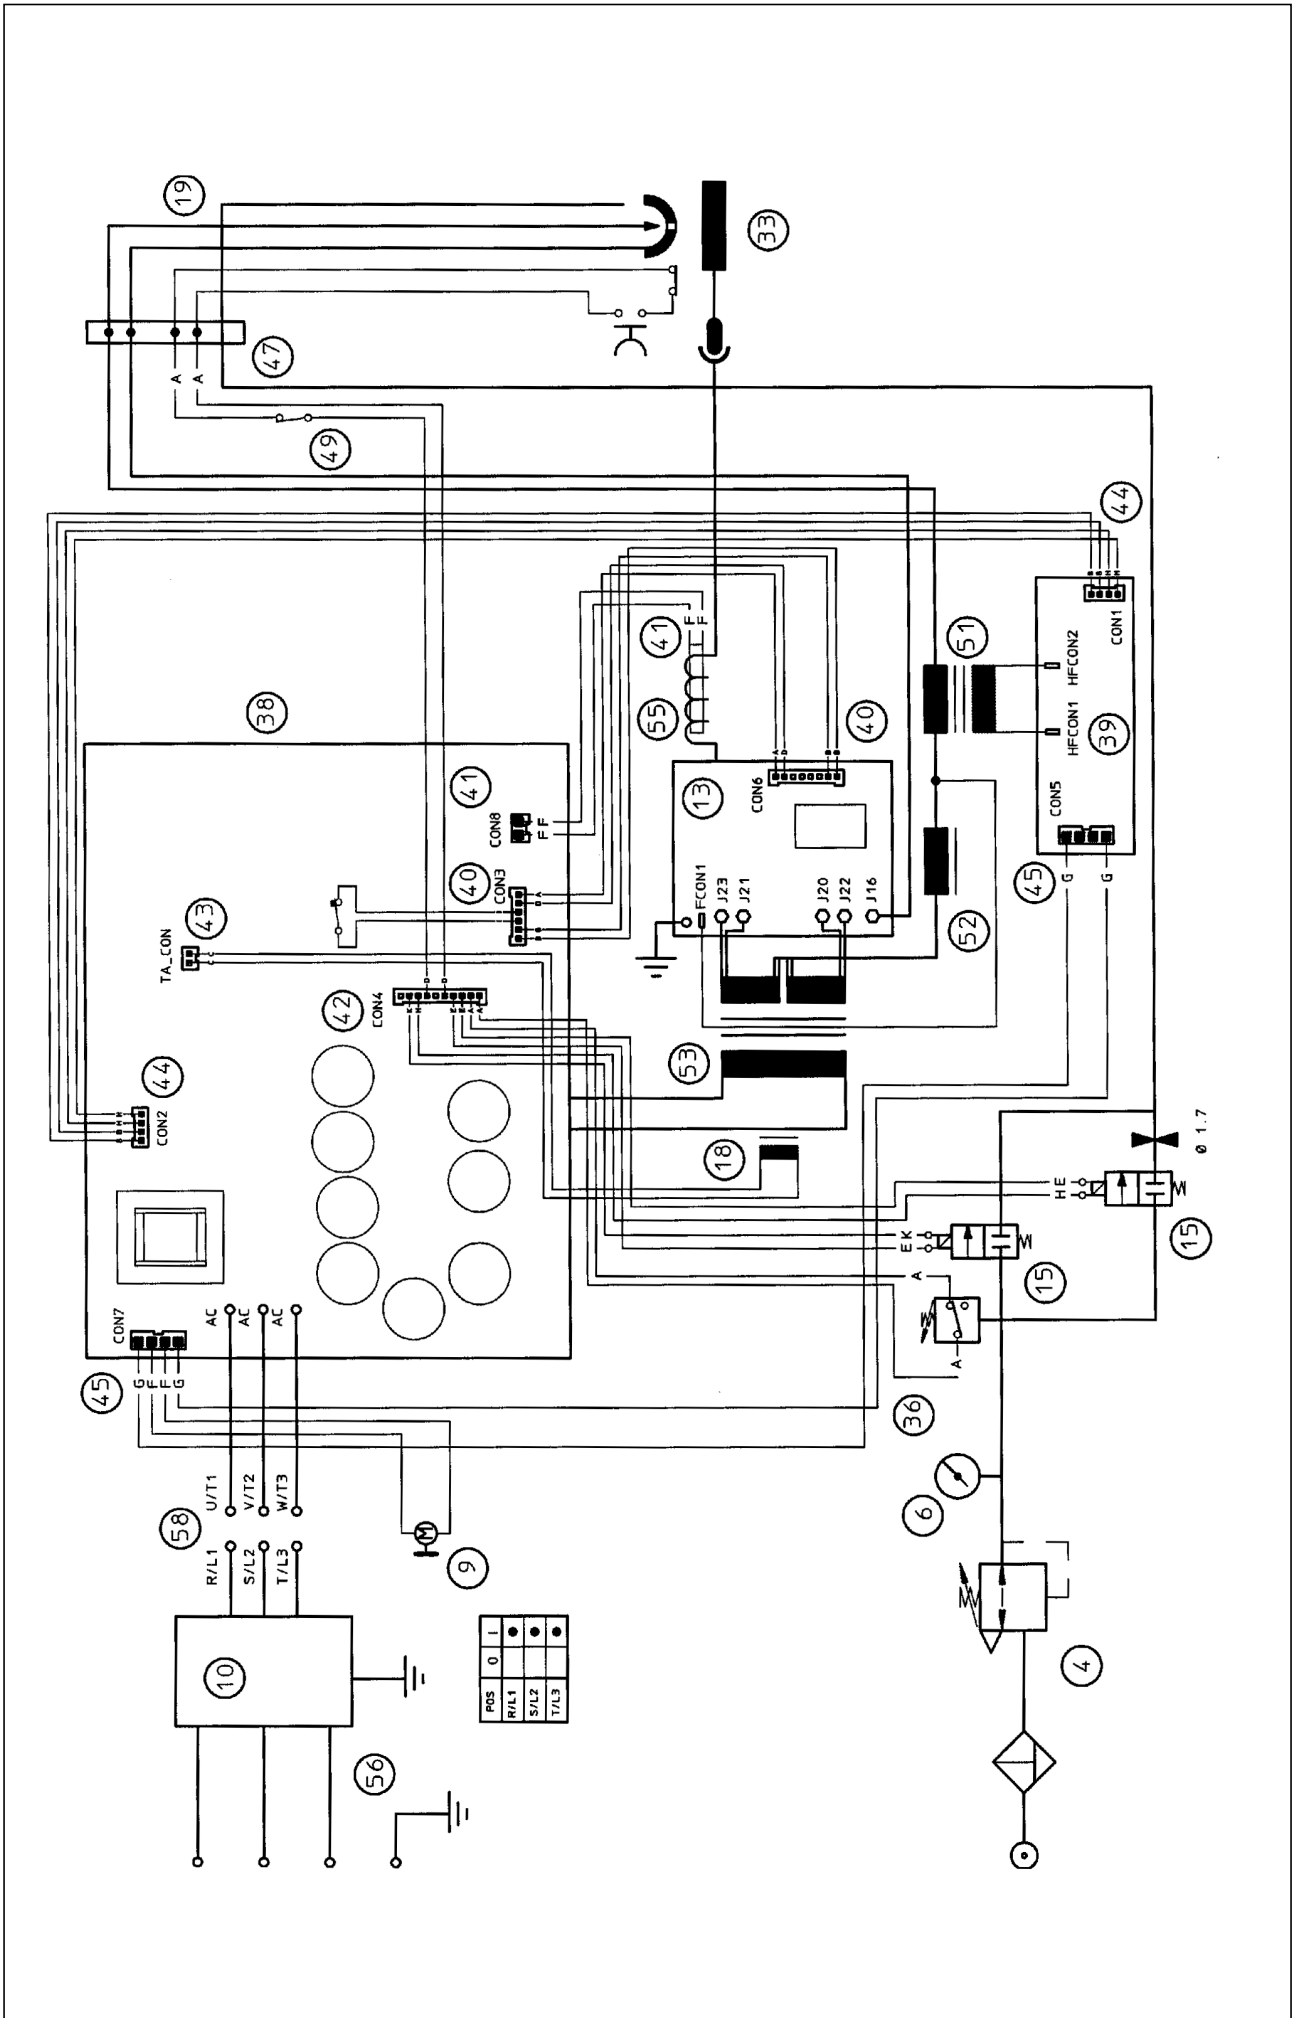 19
33
47
A
A
49
44
38
41
F
F
51
55
CON1
HFCON2
40
HFCON1
39
41
13
CON6
CON5
CON8
F F
40
CON3
FCON1
J23
J21
J20
J22
J16
45
G
G
43
TA_CON
52
42
CON4
53
44
CON2
18
Ø 1.7
H E
15
E K
15
A
A
36
CON7
AC
AC
AC
45
G
F
F
G
6
U/T1
V/T2
W/T3
58
R/L1
S/L2
T/L3
M
9
10
POS 0 1
R/L1
S/L2
T/L3
4
56